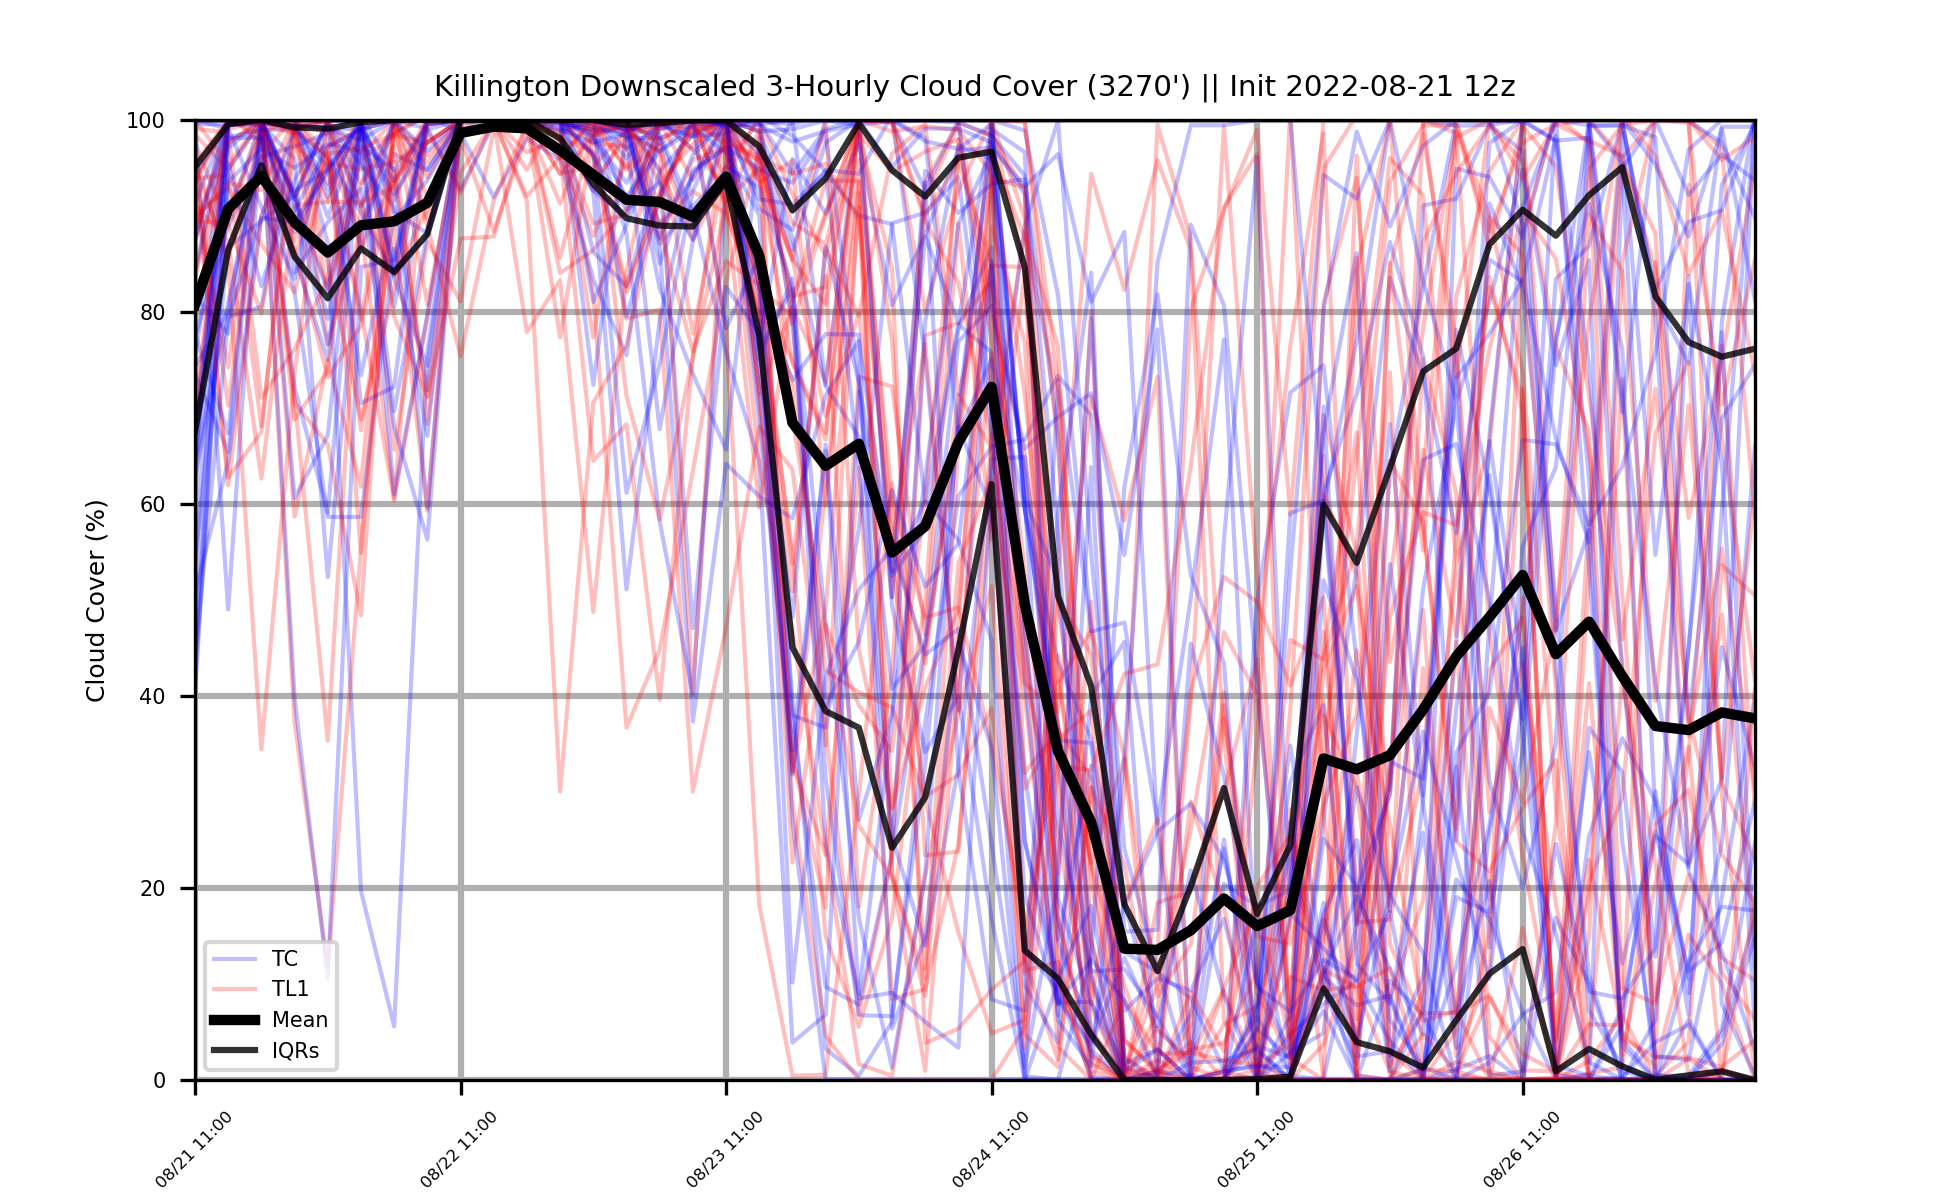 Killington Downscaled 3-Hourly Cloud Cover (3270') || Init 2022-08-21 12z
Cloud Cover (%)
100
80
60
40
20
0
TC
TL1
Mean
IQRs
08/21 11:00
08/22 11:00
08/23 11:00
08/24 11:00
08/25 11:00
08/26 11:00